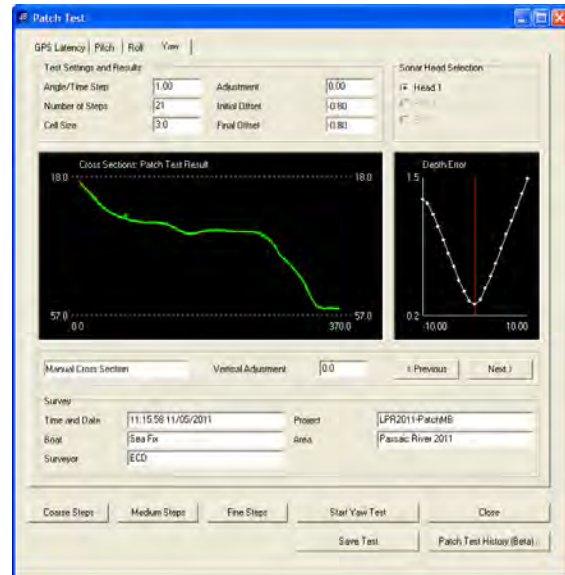 Patch Test
GPS Latency Pitch Roll Yaw
Test Settings and Results
Sonar Head Selection
Angle/Time Step 1.00 Adjustment 0.00
Head 1
Number of Steps 21 Initial Offset -0.80
Cell Size 3.0 Final Offset -0.80
Cross Sections: Patch Test Result
18.0 18.0
57.0 57.0
0.0 370.0
Depth Error
1.5
0.2
-10.00 10.00
Manual Cross Section Vertical Adjustment 0.0 < Previous Next >
Survey
Time and Date 11:15:58 11/05/2011 Project LPR2011-PatchMB
Boat Sea Fix Area Passaic River 2011
Surveyor ECD
Coarse Steps Medium Steps Fine Steps Start Yaw Test Close
Save Test Patch Test History (Beta)